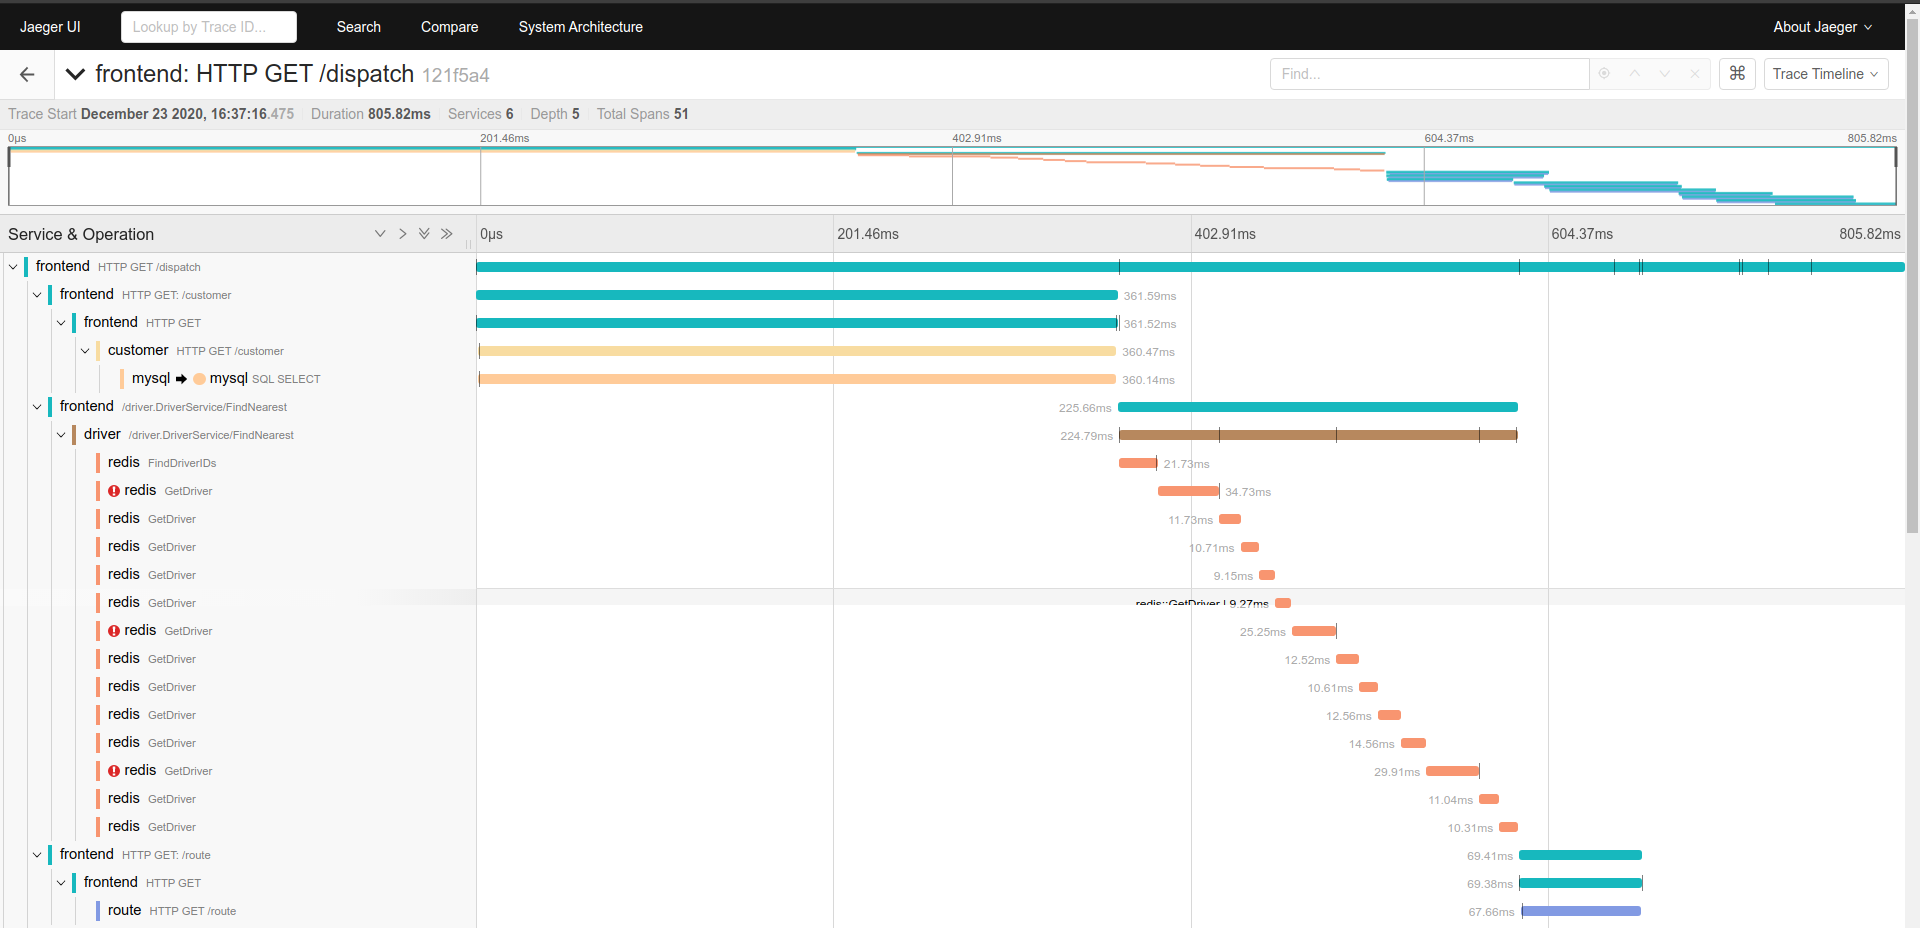 Jaeger UI Lookup by Trace ID... Search Compare System Architecture About Jaeger
frontend: HTTP GET /dispatch 121f5a4 Find... ⌘ Trace Timeline
Trace Start December 23 2020, 16:37:16.475 Duration 805.82ms Services 6 Depth 5 Total Spans 51
0μs 201.46ms 402.91ms 604.37ms 805.82ms
Service & Operation 0μs 201.46ms 402.91ms 604.37ms 805.82ms
frontend HTTP GET /dispatch
frontend HTTP GET: /customer 361.59ms
frontend HTTP GET 361.52ms
customer HTTP GET /customer 360.47ms
mysql mysql SQL SELECT 360.14ms
frontend /driver.DriverService/FindNearest 225.66ms
driver /driver.DriverService/FindNearest 224.79ms
redis FindDriverIDs 21.73ms
redis GetDriver 34.73ms
redis GetDriver 11.73ms
redis GetDriver 10.71ms
redis GetDriver 9.15ms
redis GetDriver redis::GetDriver | 9.27ms
redis GetDriver 25.25ms
redis GetDriver 12.52ms
redis GetDriver 10.61ms
redis GetDriver 12.56ms
redis GetDriver 14.56ms
redis GetDriver 29.91ms
redis GetDriver 11.04ms
redis GetDriver 10.31ms
frontend HTTP GET: /route 69.41ms
frontend HTTP GET 69.38ms
route HTTP GET /route 67.66ms